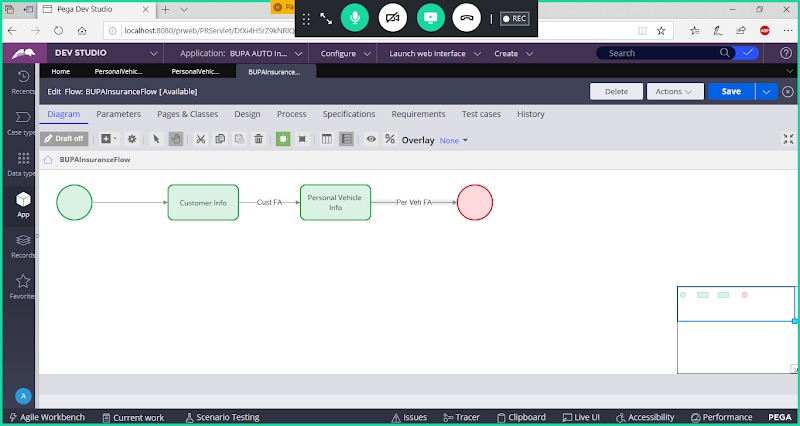 Pega Dev Studio
Pa
REC
localhost:8080/prweb/PRServlet/
DEV STUDIO
Application: BUPA AUTO In...
Configure
Launch web interface
Create
Search
Home
PersonalVehic...
PersonalVehic...
BUPAInsurance...
Recents
Edit Flow: BUPAInsuranceFlow [Available]
Delete
Actions
Save
Diagram
Parameters
Pages & Classes
Design
Process
Specifications
Requirements
Test cases
History
Case types
Draft off
Overlay
None
Data types
BUPAInsuranceFlow
App
Customer Info
Cust FA
Personal Vehicle
Info
Per Veh FA
Records
Favorites
A
Agile Workbench
Current work
Scenario Testing
Issues
Tracer
Clipboard
Live UI
Accessibility
Performance
PEGA